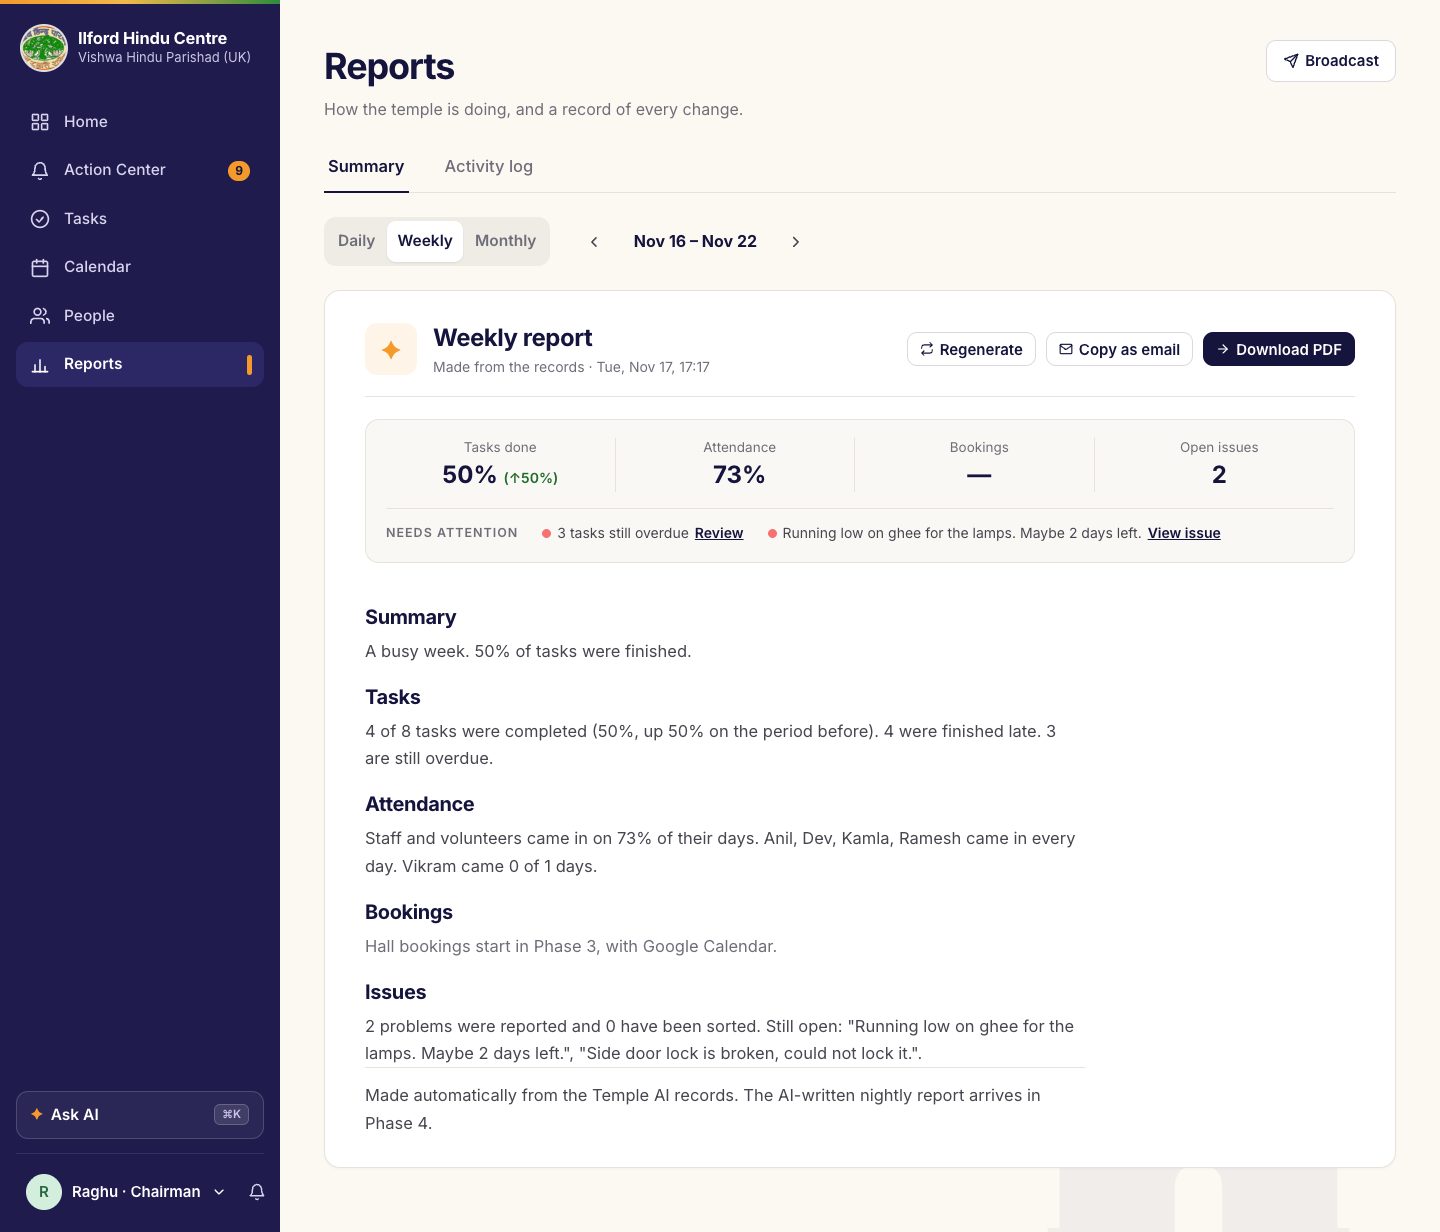 Ilford Hindu Centre
Vishwa Hindu Parishad (UK)
Home
Action Center
9
Tasks
Calendar
People
Reports
Ask AI
⌘K
R
Raghu · Chairman
Reports
Broadcast
How the temple is doing, and a record of every change.
Summary
Activity log
Daily
Weekly
Monthly
Nov 16 – Nov 22
Weekly report
Made from the records · Tue, Nov 17, 17:17
Regenerate
Copy as email
Download PDF
Tasks done
50% (↑50%)
Attendance
73%
Bookings
—
Open issues
2
NEEDS ATTENTION
3 tasks still overdue Review
Running low on ghee for the lamps. Maybe 2 days left. View issue
Summary
A busy week. 50% of tasks were finished.
Tasks
4 of 8 tasks were completed (50%, up 50% on the period before). 4 were finished late. 3
are still overdue.
Attendance
Staff and volunteers came in on 73% of their days. Anil, Dev, Kamla, Ramesh came in every
day. Vikram came 0 of 1 days.
Bookings
Hall bookings start in Phase 3, with Google Calendar.
Issues
2 problems were reported and 0 have been sorted. Still open: "Running low on ghee for the
lamps. Maybe 2 days left.", "Side door lock is broken, could not lock it.".
Made automatically from the Temple AI records. The AI-written nightly report arrives in
Phase 4.